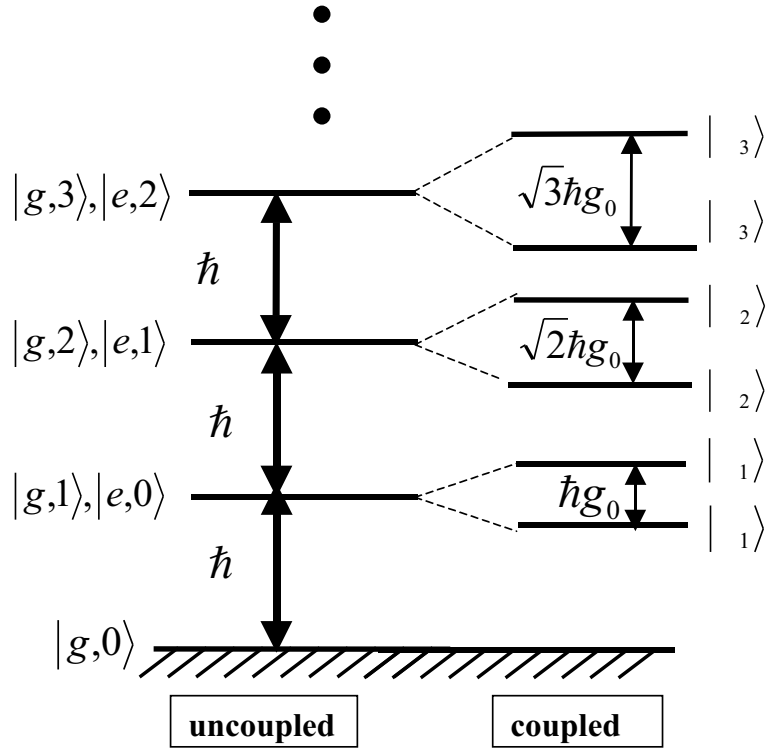 |   ₃⟩
|g,3⟩,|e,2⟩
√3ħg₀
|   ₃⟩
ħ
|   ₂⟩
|g,2⟩,|e,1⟩
√2ħg₀
|   ₂⟩
ħ
|   ₁⟩
|g,1⟩,|e,0⟩
ħg₀
|   ₁⟩
ħ
|g,0⟩
uncoupled
coupled